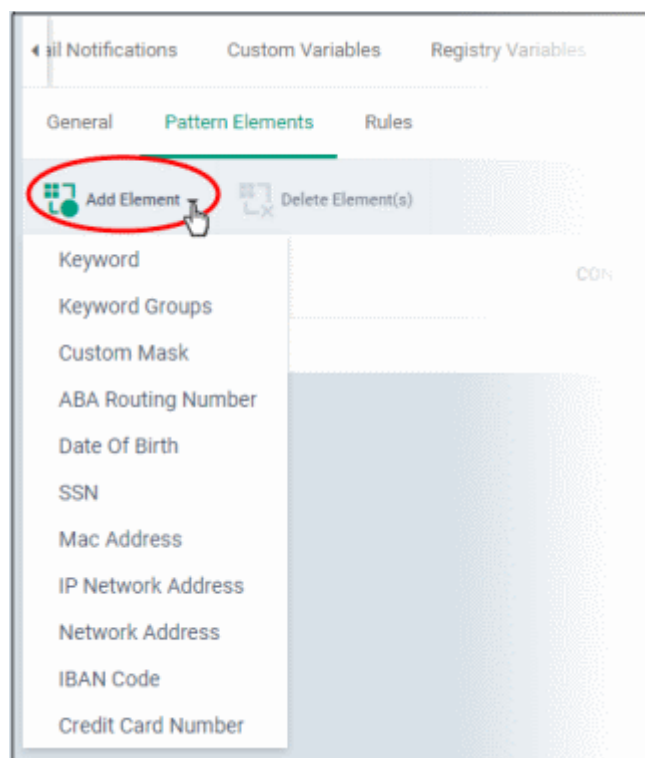 ail Notifications Custom Variables Registry Variables
General Pattern Elements Rules
Add Element Delete Element(s)
Keyword
CON
Keyword Groups
Custom Mask
ABA Routing Number
Date Of Birth
SSN
Mac Address
IP Network Address
Network Address
IBAN Code
Credit Card Number